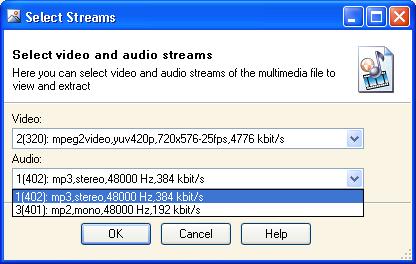 Select Streams
Select video and audio streams
Here you can select video and audio streams of the multimedia file to
view and extract
Video:
2(320): mpeg2video,yuv420p,720x576-25fps,4776 kbit/s
Audio:
1(402): mp3,stereo,48000 Hz,384 kbit/s
1(402): mp3,stereo,48000 Hz,384 kbit/s
3(401): mp2,mono,48000 Hz,192 kbit/s
OK Cancel Help